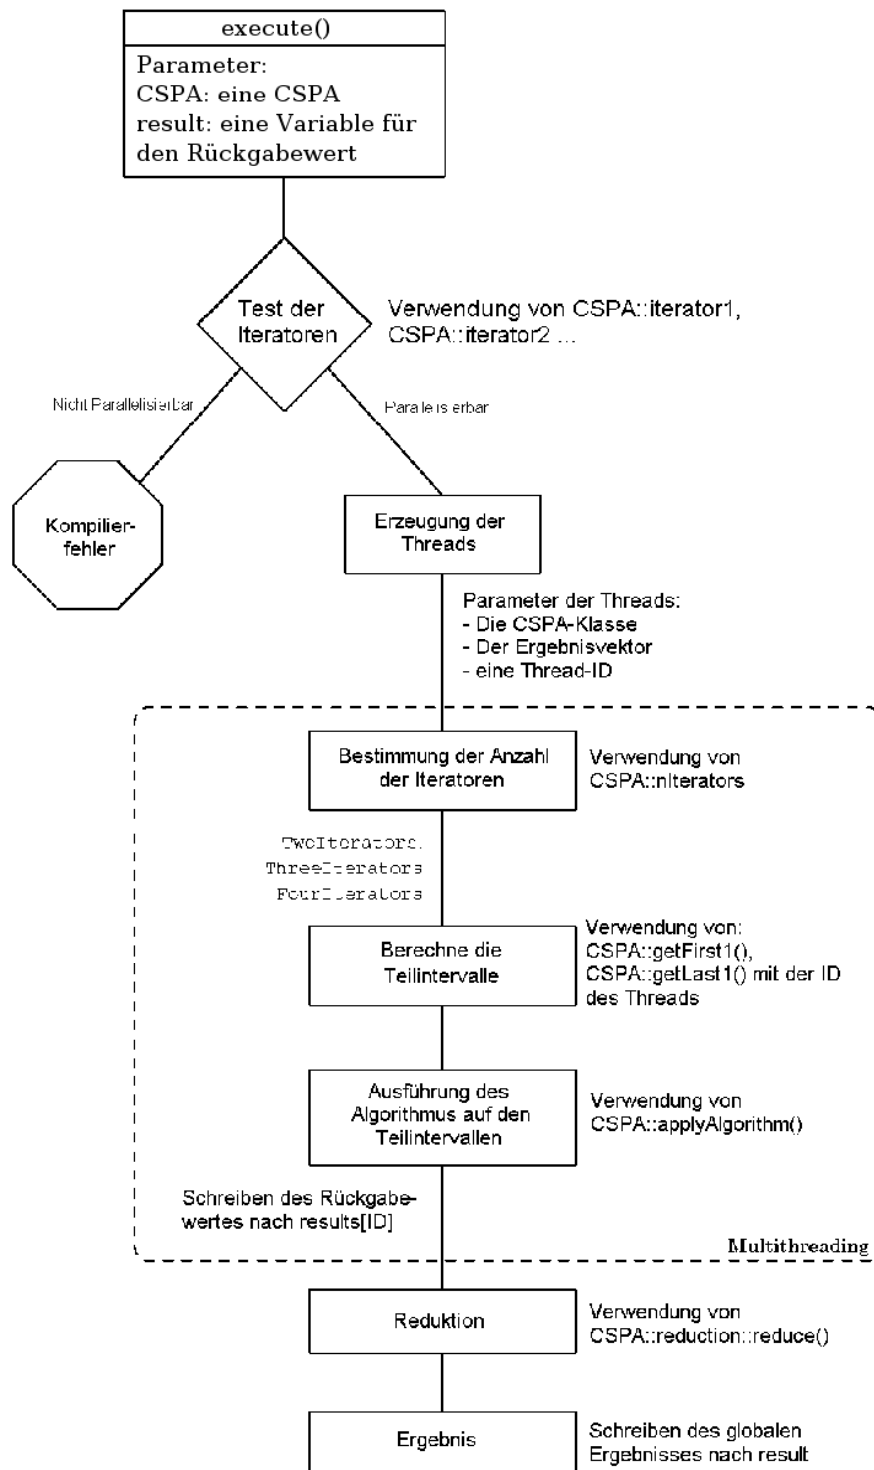 execute()
Parameter:
CSPA: eine CSPA
result: eine Variable für
den Rückgabewert
Test der
Iteratoren
Verwendung von CSPA::iterator1,
CSPA::iterator2 ...
Nicht Parallelisierbar
Parallelisierbar
Kompilier-
fehler
Erzeugung der
Threads
Parameter der Threads:
- Die CSPA-Klasse
- Der Ergebnisvektor
- eine Thread-ID
Bestimmung der Anzahl
der Iteratoren
Verwendung von
CSPA::nIterators
TwoIterators,
ThreeIterators
FourIterators
Berechne die
Teilintervalle
Verwendung von:
CSPA::getFirst1(),
CSPA::getLast1() mit der ID
des Threads
Ausführung des
Algorithmus auf den
Teilintervallen
Verwendung von
CSPA::applyAlgorithm()
Schreiben des Rückgabe-
wertes nach results[ID]
Multithreading
Reduktion
Verwendung von
CSPA::reduction::reduce()
Ergebnis
Schreiben des globalen
Ergebnisses nach result